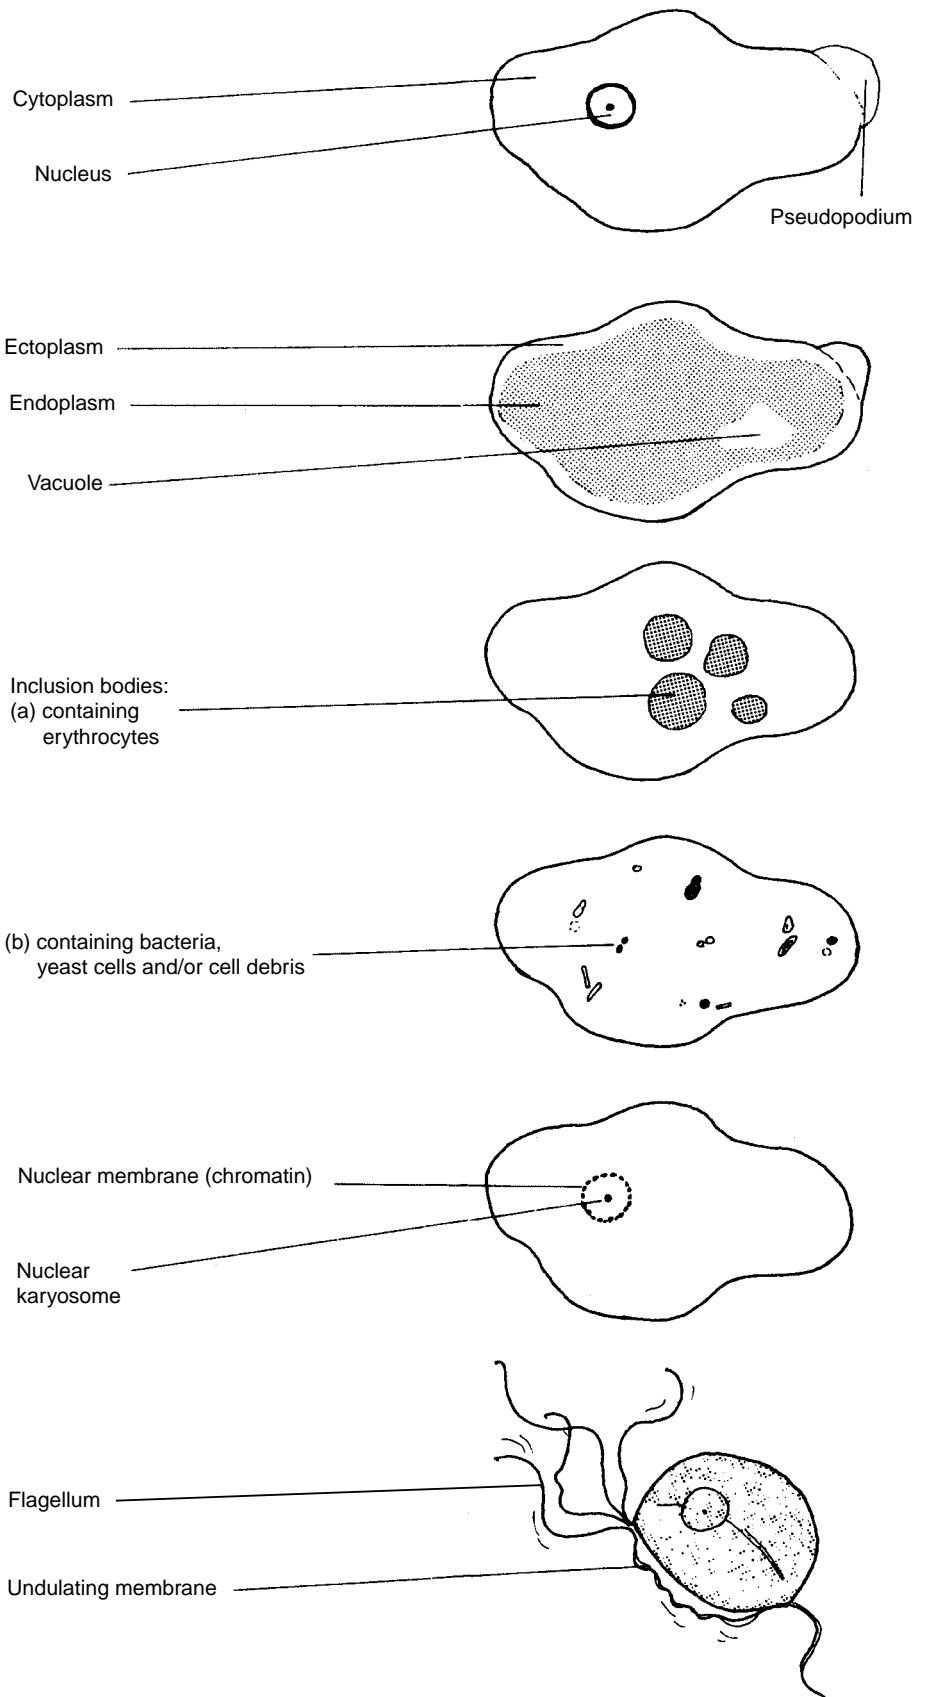 Cytoplasm
Nucleus
Pseudopodium
Ectoplasm
Endoplasm
Vacuole
Inclusion bodies:
(a) containing
erythrocytes
(b) containing bacteria,
yeast cells and/or cell debris
Nuclear membrane (chromatin)
Nuclear
karyosome
Flagellum
Undulating membrane